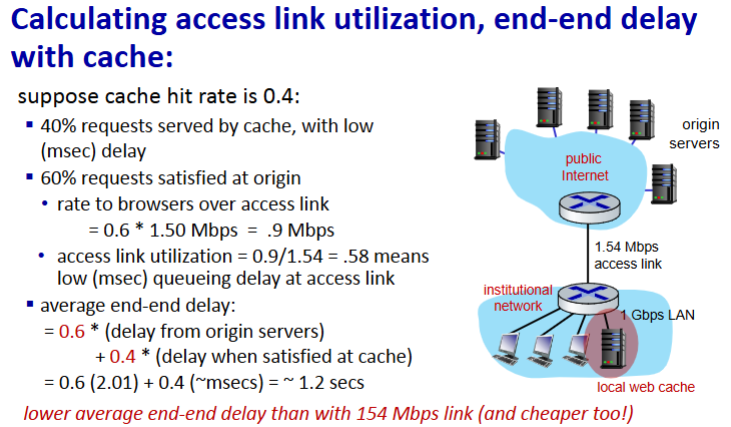 Calculating access link utilization, end-end delay
with cache:
suppose cache hit rate is 0.4:
▪ 40% requests served by cache, with low
(msec) delay
▪ 60% requests satisfied at origin
• rate to browsers over access link
= 0.6 * 1.50 Mbps = .9 Mbps
• access link utilization = 0.9/1.54 = .58 means
low (msec) queueing delay at access link
▪ average end-end delay:
= 0.6 * (delay from origin servers)
+ 0.4 * (delay when satisfied at cache)
= 0.6 (2.01) + 0.4 (~msecs) = ~ 1.2 secs
lower average end-end delay than with 154 Mbps link (and cheaper too!)
origin
servers
public
Internet
1.54 Mbps
access link
institutional
network
1 Gbps LAN
local web cache